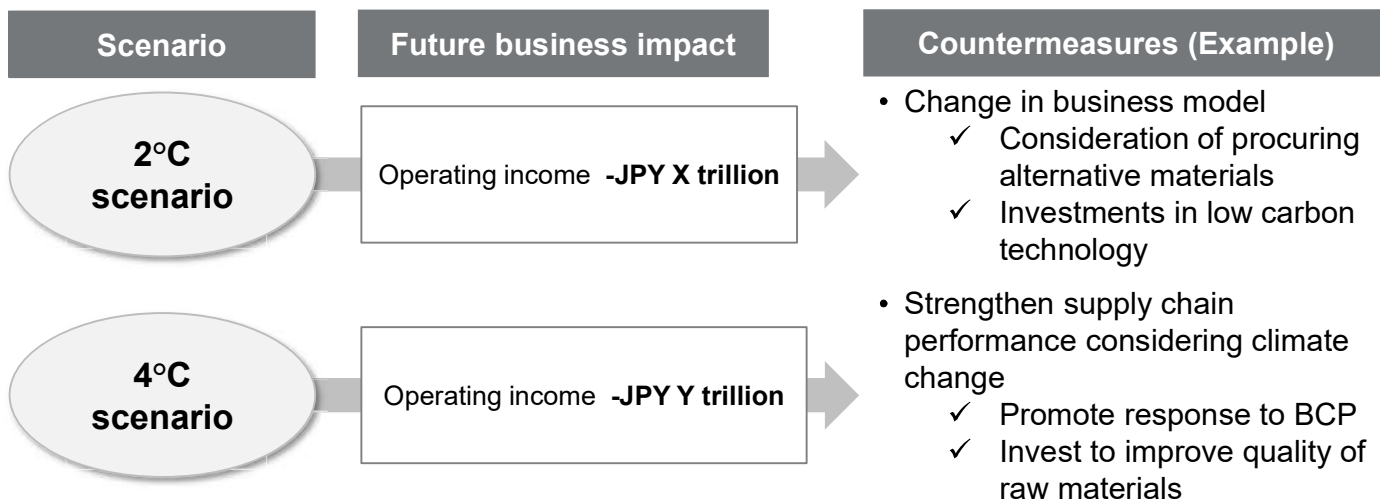 Scenario
Future business impact
Countermeasures (Example)
2°C
scenario
Operating income -JPY X trillion
• Change in business model
✓ Consideration of procuring
alternative materials
✓ Investments in low carbon
technology
4°C
scenario
Operating income -JPY Y trillion
• Strengthen supply chain
performance considering climate
change
✓ Promote response to BCP
✓ Invest to improve quality of
raw materials